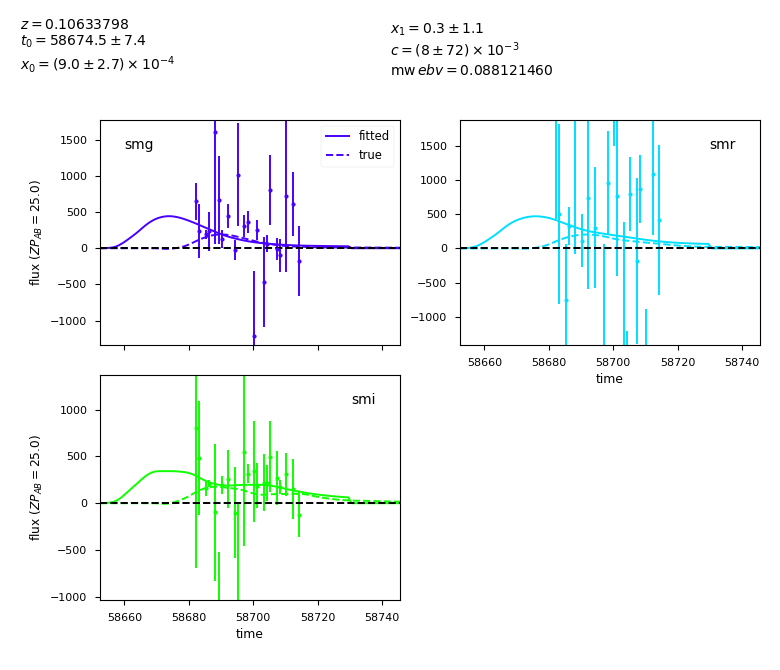 z = 0.10633798
t₀ = 58674.5 ± 7.4
x₀ = (9.0 ± 2.7) × 10⁻⁴
x₁ = 0.3 ± 1.1
c = (8 ± 72) × 10⁻³
mw ebv = 0.088121460
smg
fitted
true
1500
1000
500
0
−500
−1000
flux (ZP_AB = 25.0)
smr
1500
1000
500
0
−500
−1000
58660 58680 58700 58720 58740
time
smi
1000
500
0
−500
−1000
flux (ZP_AB = 25.0)
58660 58680 58700 58720 58740
time